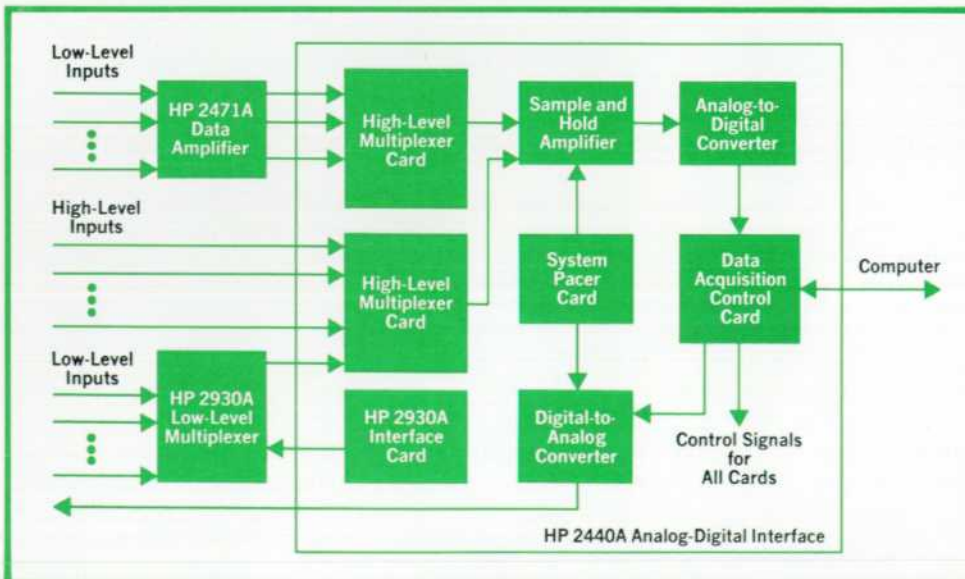 Low-Level
Inputs
HP 2471A
Data
Amplifier
High-Level
Multiplexer
Card
Sample and
Hold
Amplifier
Analog-to-
Digital
Converter
High-Level
Inputs
High-Level
Multiplexer
Card
System
Pacer
Card
Data
Acquisition
Control
Card
Computer
Low-Level
Inputs
HP 2930A
Low-Level
Multiplexer
HP 2930A
Interface
Card
Digital-to-
Analog
Converter
Control Signals
for
All Cards
HP 2440A Analog-Digital Interface